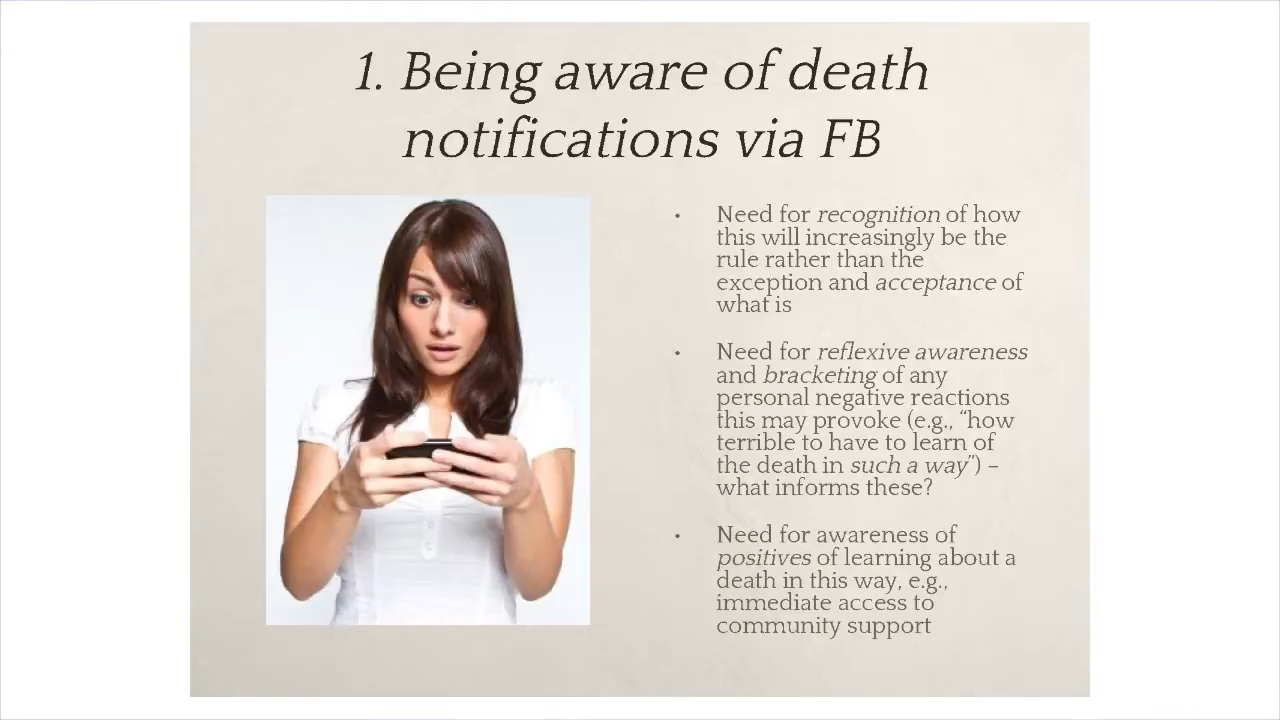 1. Being aware of death
notifications via FB
• Need for recognition of how
this will increasingly be the
rule rather than the
exception and acceptance of
what is
• Need for reflexive awareness
and bracketing of any
personal negative reactions
this may provoke (e.g., “how
terrible to have to learn of
the death in such a way”) –
what informs these?
• Need for awareness of
positives of learning about a
death in this way, e.g.,
immediate access to
community support